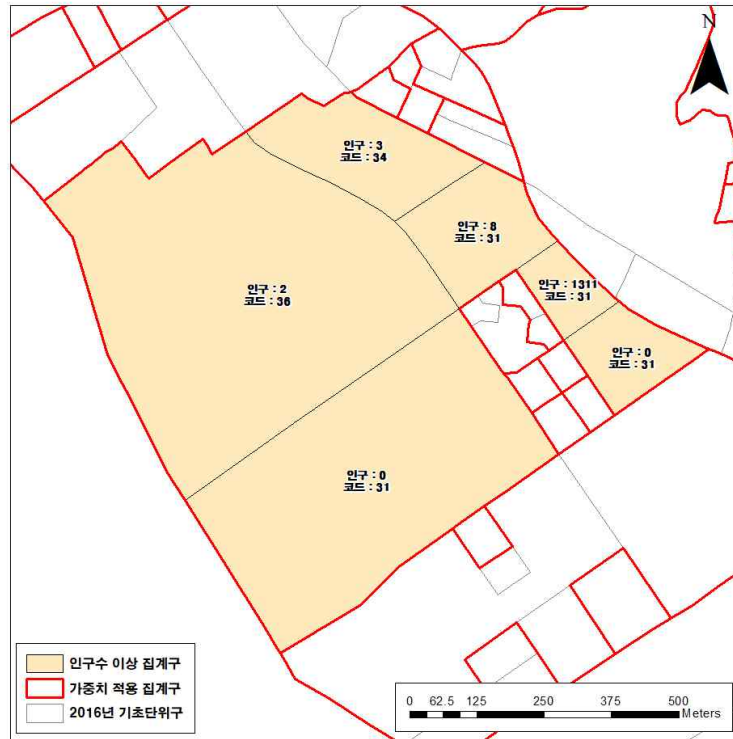 N
인구 : 3
코드 : 34
인구 : 8
코드 : 31
인구 : 2
코드 : 36
인구 : 1311
코드 : 31
인구 : 0
코드 : 31
인구 : 0
코드 : 31
인구수 이상 집계구
가중치 적용 집계구
2016년 기초단위구
0 62.5 125 250 375 500
Meters